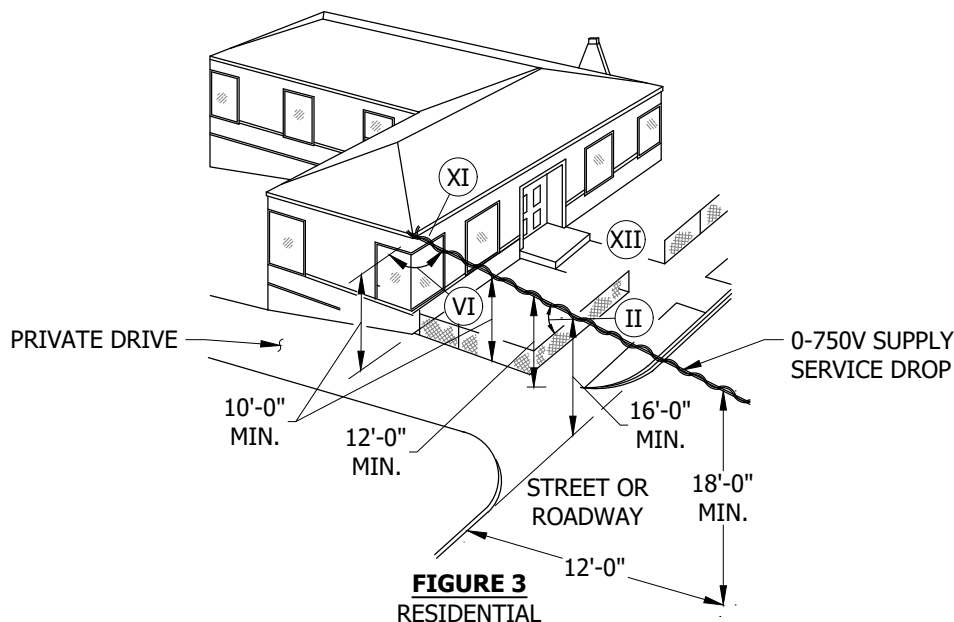 XI
XII
VI
II
PRIVATE DRIVE
0-750V SUPPLY
SERVICE DROP
10'-0"
MIN.
12'-0"
MIN.
16'-0"
MIN.
18'-0"
MIN.
STREET OR
ROADWAY
12'-0"
FIGURE 3
RESIDENTIAL